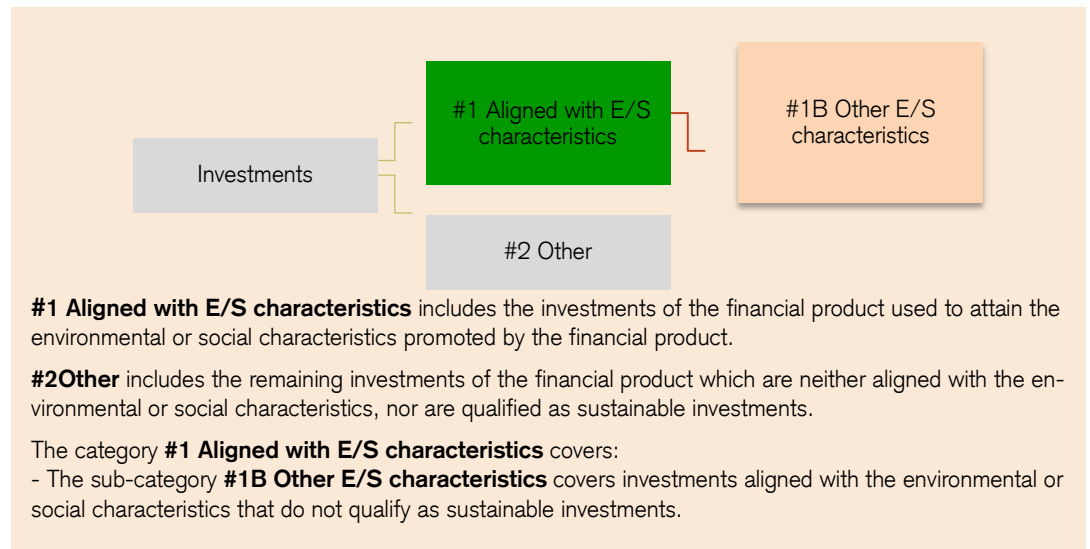 #1 Aligned with E/S
characteristics
#1B Other E/S
characteristics
Investments
#2 Other
#1 Aligned with E/S characteristics includes the investments of the financial product used to attain the
environmental or social characteristics promoted by the financial product.
#2Other includes the remaining investments of the financial product which are neither aligned with the en-
vironmental or social characteristics, nor are qualified as sustainable investments.
The category #1 Aligned with E/S characteristics covers:
- The sub-category #1B Other E/S characteristics covers investments aligned with the environmental or
social characteristics that do not qualify as sustainable investments.